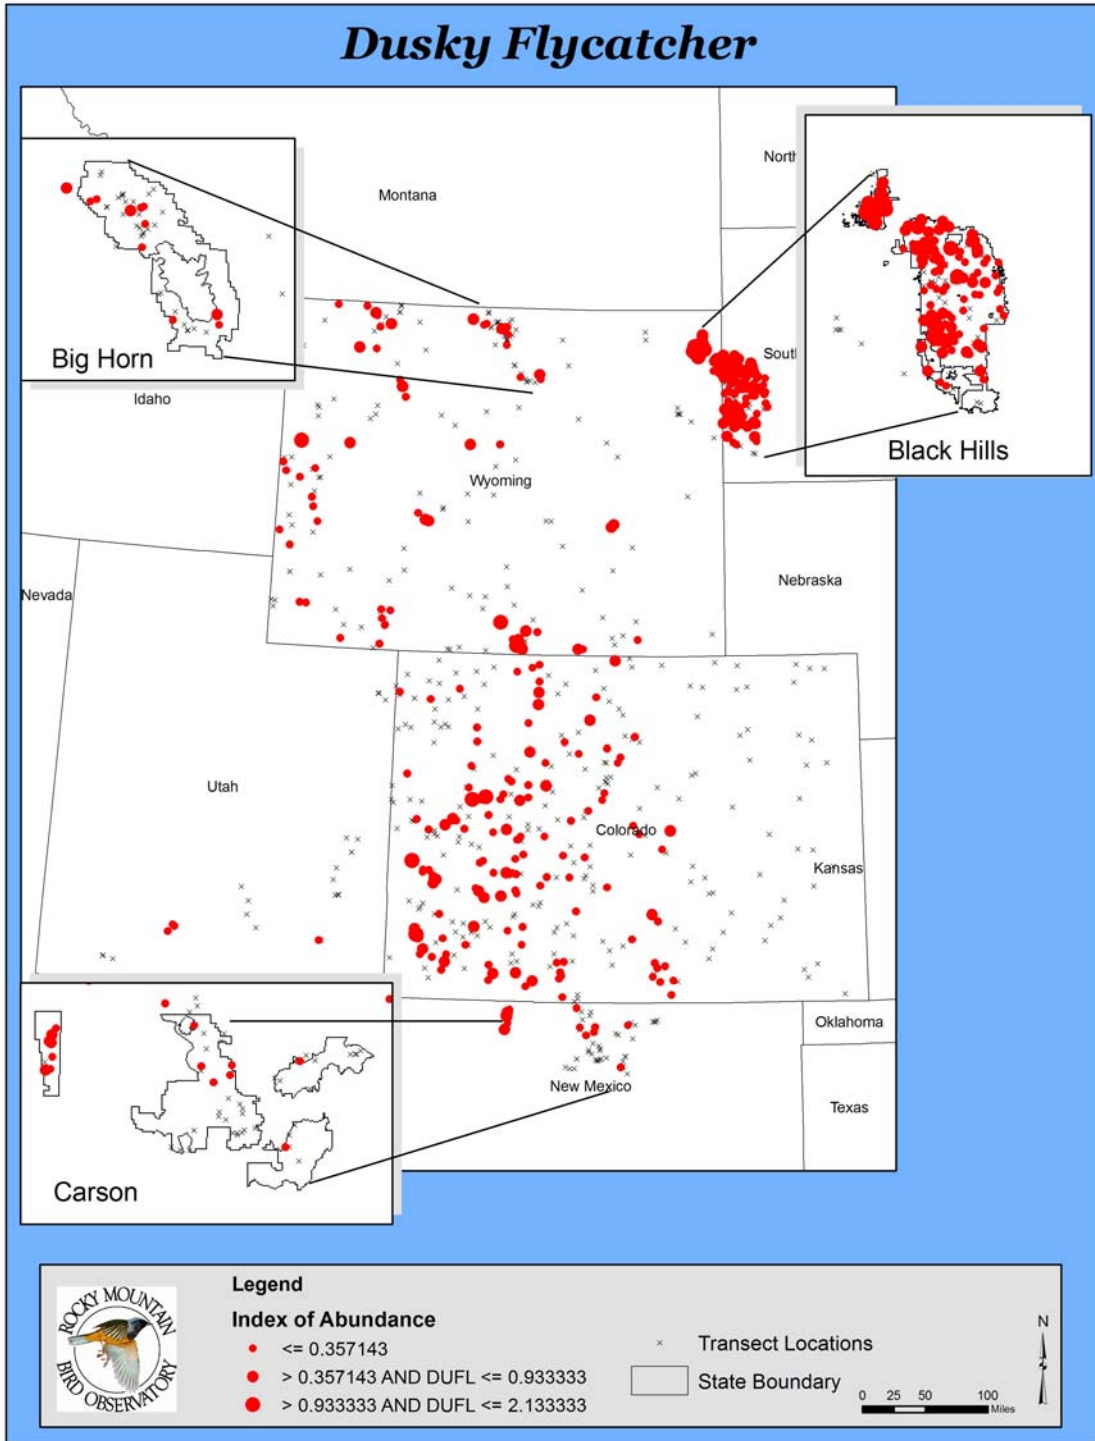 Dusky Flycatcher
Montana
North
Big Horn
Idaho
South
Black Hills
Wyoming
Nevada
Nebraska
Utah
Colorado
Kansas
Oklahoma
New Mexico
Texas
Carson
Legend
Index of Abundance
<= 0.357143
> 0.357143 AND DUFL <= 0.933333
> 0.933333 AND DUFL <= 2.133333
Transect Locations
State Boundary
ROCKY MOUNTAIN
BIRD OBSERVATORY
N
0 25 50 100
Miles